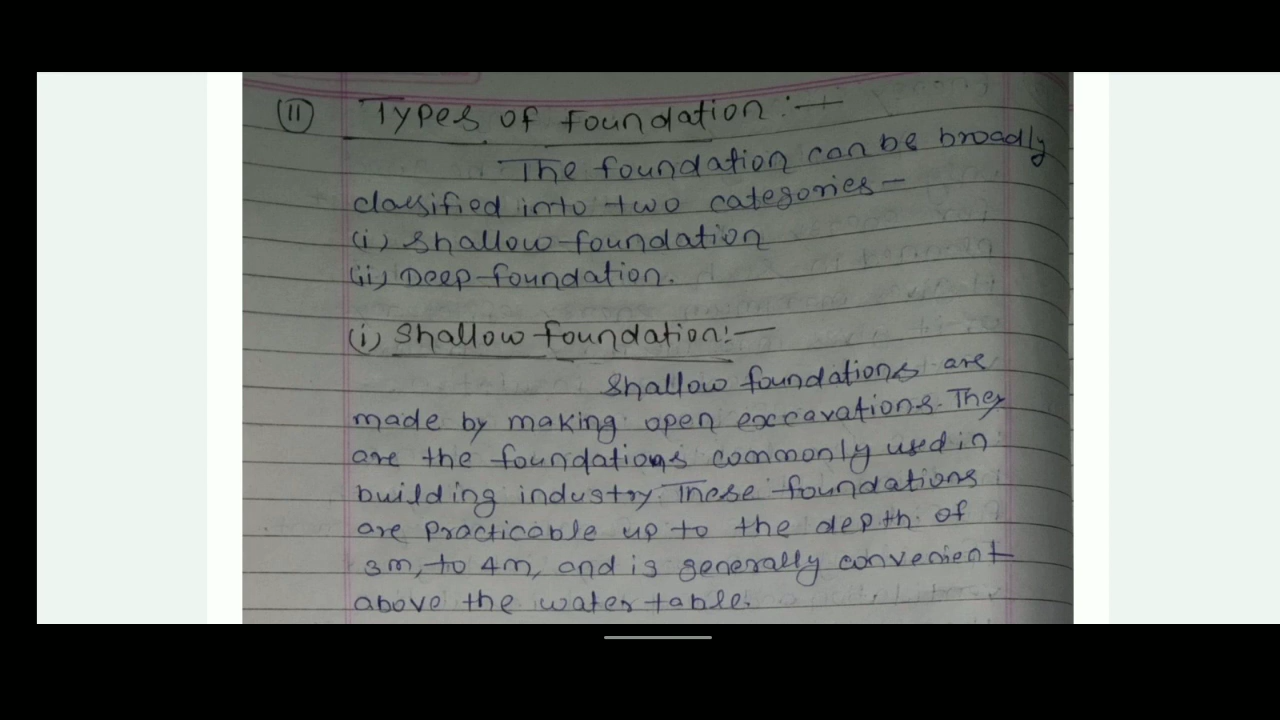 (11) Types of foundation :-
The foundation can be broadly
classified into two categories -
(i) Shallow foundation
(ii) Deep foundation.
(i) Shallow foundation:-
Shallow foundations are
made by making open excavations. They
are the foundations commonly used in
building industry. These foundations
are practicable up to the depth of
3m, to 4m, and is generally convenient
above the water table.